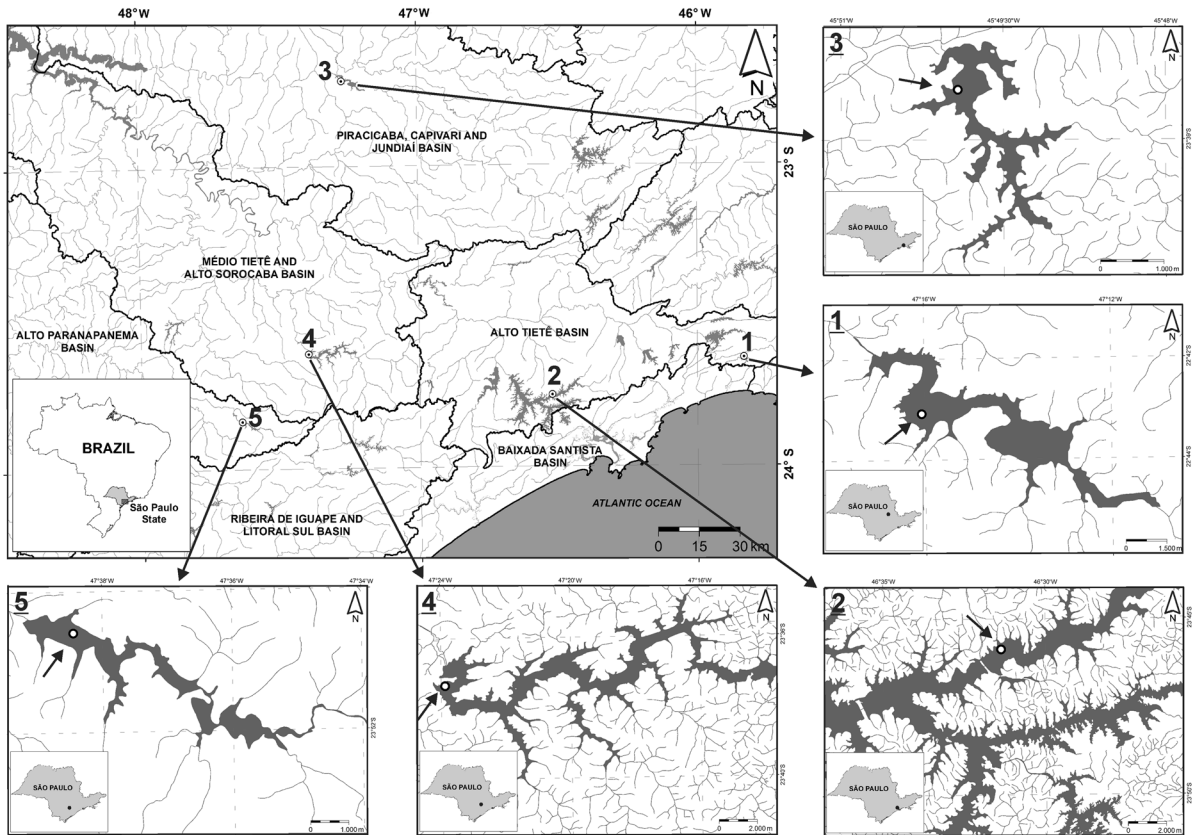 48°W
47°W
46°W
3
N
PIRACICABA, CAPIVARI AND
JUNDIAÍ BASIN
23° S
MÉDIO TIETÊ AND
ALTO SOROCABA BASIN
ALTO PARANAPANEMA
BASIN
ALTO TIETÊ BASIN
4
1
2
5
BRAZIL
São Paulo
State
BAIXADA SANTISTA
BASIN
24° S
ATLANTIC OCEAN
RIBEIRA DE IGUAPE AND
LITORAL SUL BASIN
0 15 30 km
45°51'W
45°49'30"W
45°48'W
3
N
23°39'S
SÃO PAULO
0 1.000 m
47°16'W
47°12'W
1
N
22°42'S
22°44'S
SÃO PAULO
0 1.500 m
47°38'W
47°36'W
47°34'W
5
N
23°52'S
SÃO PAULO
0 1.000 m
47°24'W
47°20'W
47°16'W
4
N
23°36'S
23°40'S
SÃO PAULO
0 2.000 m
46°35'W
46°30'W
2
N
23°45'S
23°50'S
SÃO PAULO
0 2.000 m